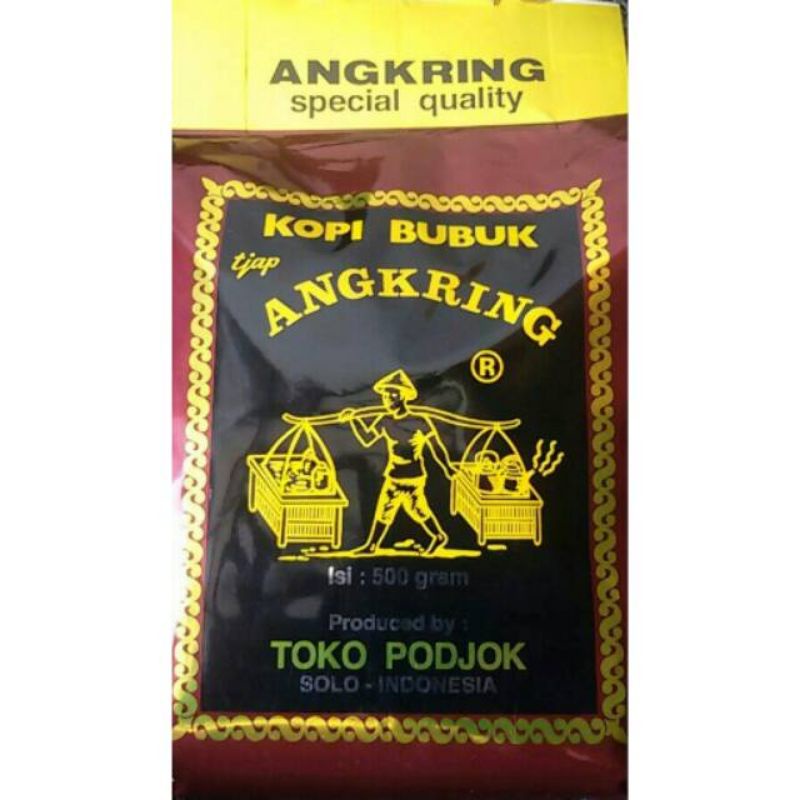 ANGKRING
special quality
KOPI BUBUK
tjap
ANGKRING
®
Isi : 500 gram
Produced by :
TOKO PODJOK
SOLO - INDONESIA